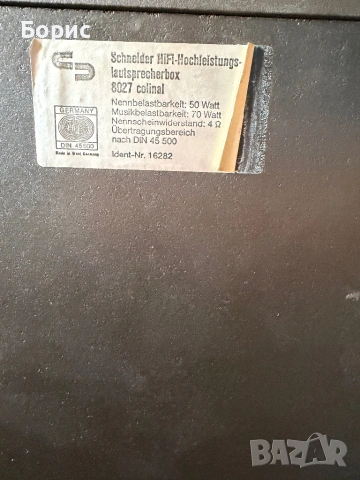 Борис
Schneider HiFi-Hochleistungs-
lautsprecherbox
8027 colinal
Nennbelastbarkeit: 50 Watt
Musikbelastbarkeit: 70 Watt
Nennscheinwiderstand: 4 Ω
Übertragungsbereich
nach DIN 45 500
Ident-Nr. 16282
GERMANY
DIN 45500
Made in West Germany
BAZAR